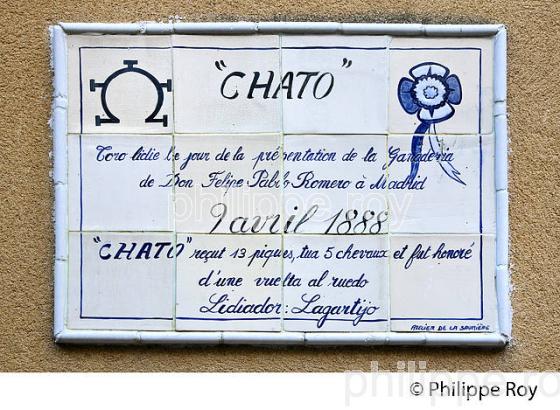 "CHATO"
Toro lidié le jour de la présentation de la Ganaderia
de Don Felipe Pablo Romero à Madrid
9 avril 1888
"CHATO" reçut 13 piques, tua 5 chevaux et fut honoré
d'une vuelta al ruedo
Lidiador: Lagartijo
ATELIER DE LA SAURIÈRE
philippe roy
© Philippe Roy